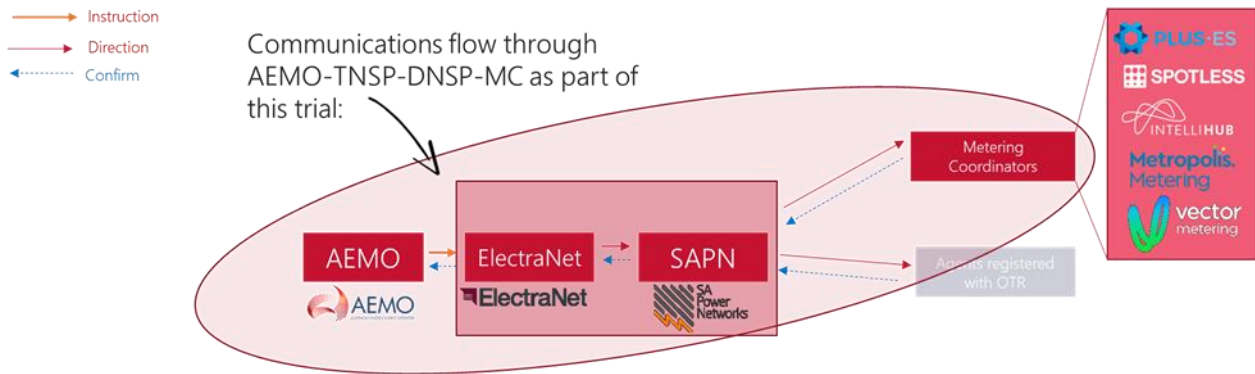 Instruction
Direction
Confirm
Communications flow through
AEMO-TNSP-DNSP-MC as part of
this trial:
AEMO
AEMO
ElectraNet
ElectraNet
SAPN
SA
Power
Networks
Metering
Coordinators
Agents registered
with OTR
PLUS·ES
SPOTLESS
INTELLIHUB
Metropolis.
Metering
vector
metering